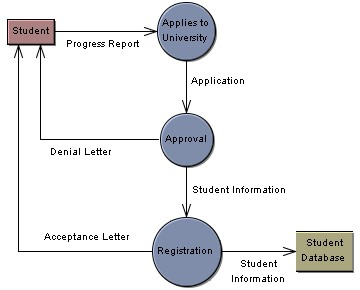 Applies to
University
Student
Progress Report
Application
Approval
Denial Letter
Student Information
Acceptance Letter
Registration
Student
Database
Student
Information